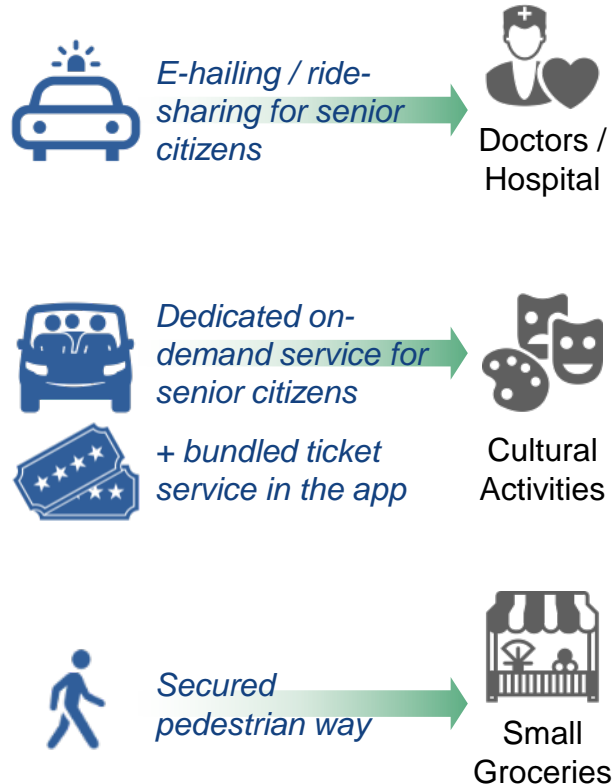 E-hailing / ride-
sharing for senior
citizens
Doctors /
Hospital
Dedicated on-
demand service for
senior citizens
+ bundled ticket
service in the app
Cultural
Activities
Secured
pedestrian way
Small
Groceries